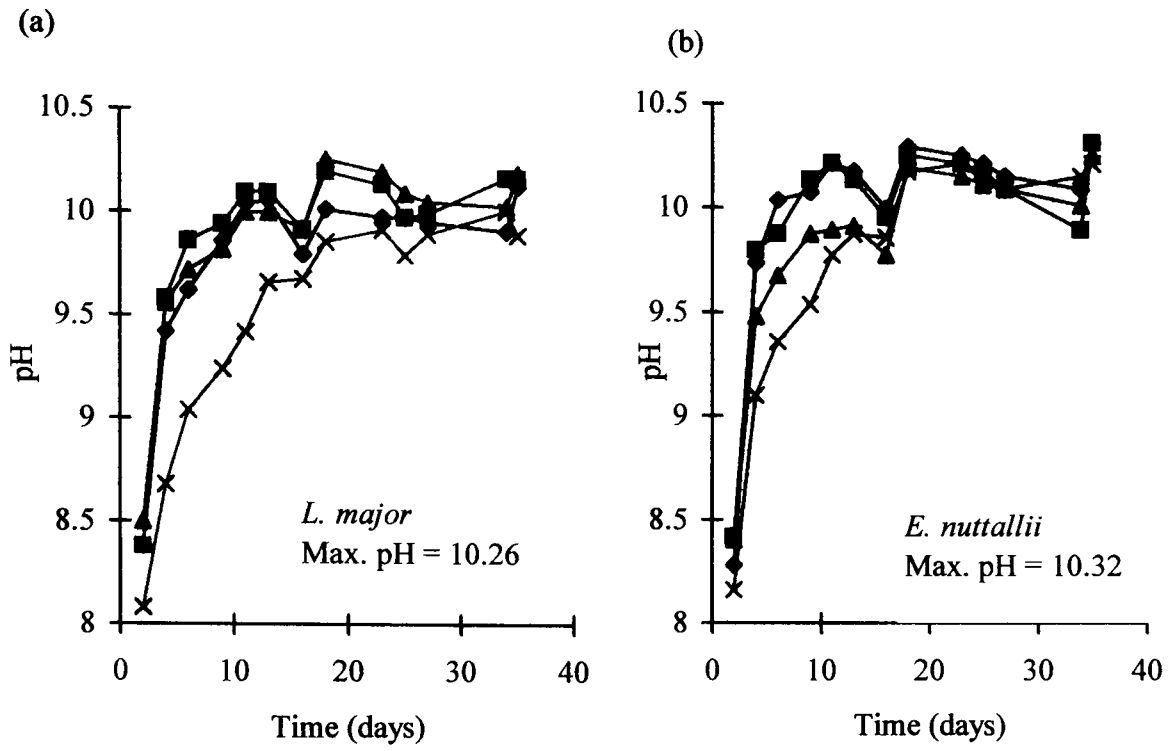 (a)
pH
10.5
10
9.5
9
8.5
8
0
10
20
30
40
Time (days)
L. major
Max. pH = 10.26
(b)
pH
10.5
10
9.5
9
8.5
8
0
10
20
30
40
Time (days)
E. nuttallii
Max. pH = 10.32